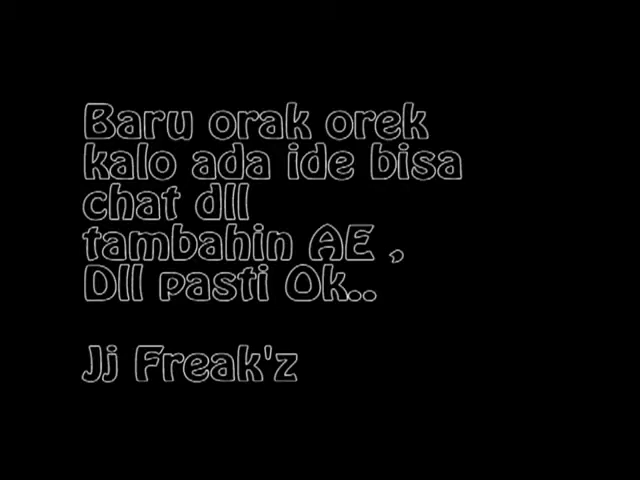 Baru orak orek
kalo ada ide bisa
chat dll
tambahin AE ,
Dll pasti Ok..
Jj Freak'z